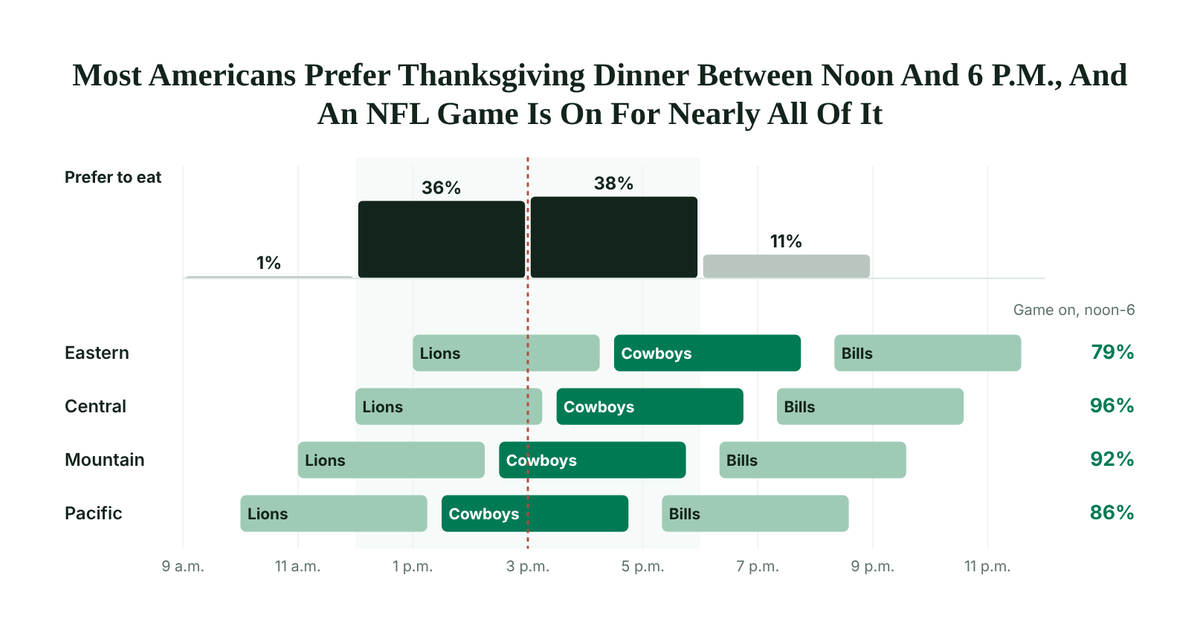 Most Americans Prefer Thanksgiving Dinner Between Noon And 6 P.M., And
An NFL Game Is On For Nearly All Of It
Prefer to eat
1%
36%
38%
11%
Game on, noon-6
Eastern
Lions
Cowboys
Bills
79%
Central
Lions
Cowboys
Bills
96%
Mountain
Lions
Cowboys
Bills
92%
Pacific
Lions
Cowboys
Bills
86%
9 a.m.
11 a.m.
1 p.m.
3 p.m.
5 p.m.
7 p.m.
9 p.m.
11 p.m.